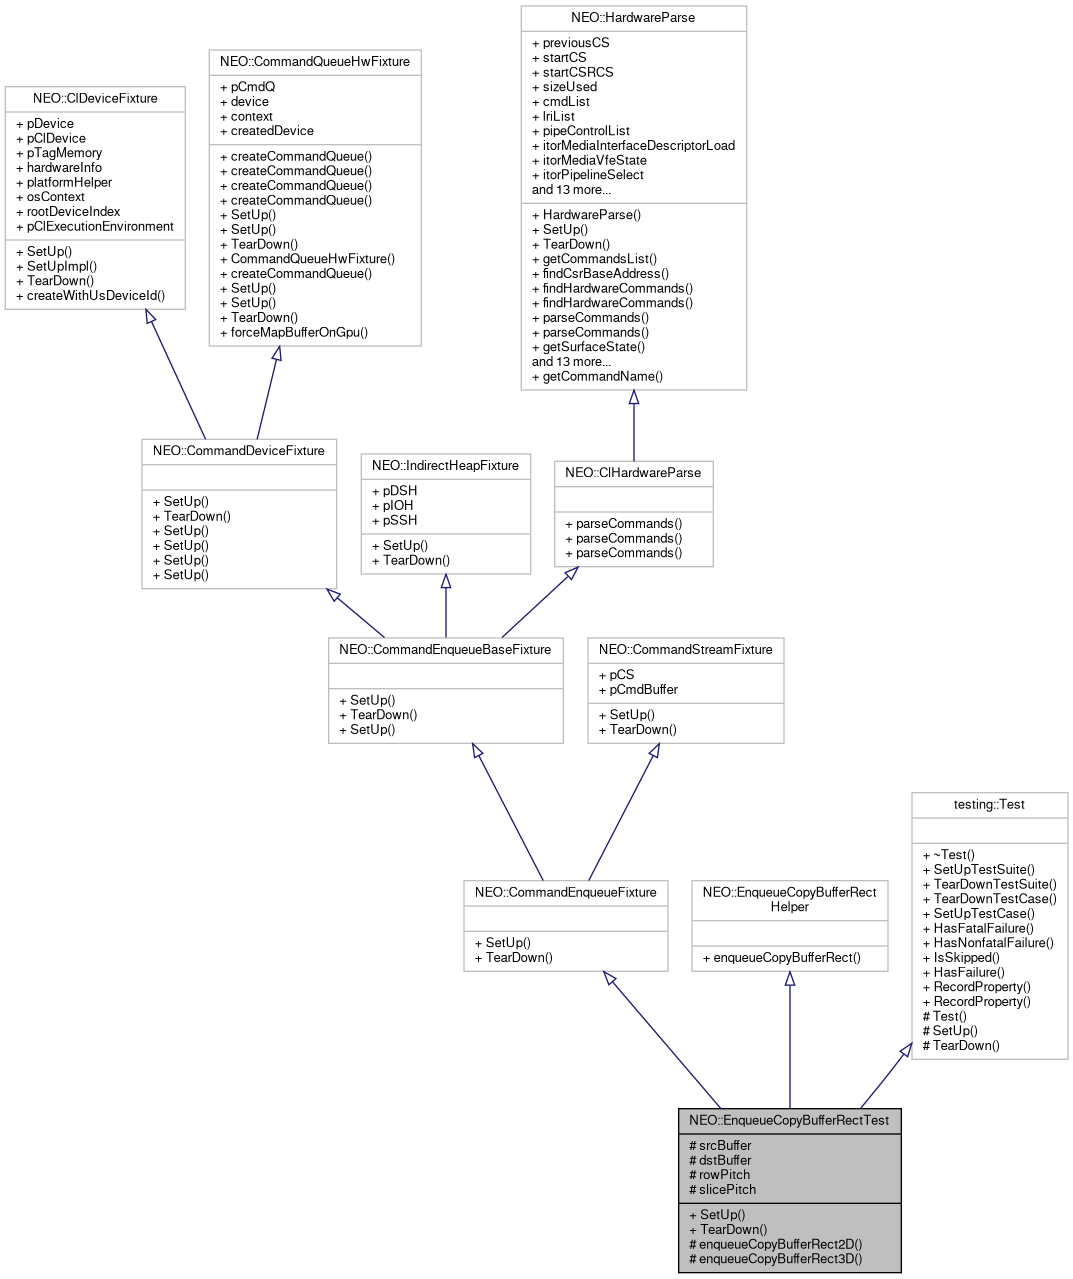 NEO::HardwareParse
+ previousCS
+ startCS
+ startCSRCS
+ sizeUsed
+ cmdList
+ lriList
+ pipeControlList
+ itorMediaInterfaceDescriptorLoad
+ itorMediaVfeState
+ itorPipelineSelect
and 13 more...
+ HardwareParse()
+ SetUp()
+ TearDown()
+ getCommandsList()
+ findCsrBaseAddress()
+ findHardwareCommands()
+ findHardwareCommands()
+ parseCommands()
+ parseCommands()
+ getSurfaceState()
and 13 more...
+ getCommandName()
NEO::CommandQueueHwFixture
+ pCmdQ
+ device
+ context
+ createdDevice
+ createCommandQueue()
+ createCommandQueue()
+ createCommandQueue()
+ createCommandQueue()
+ SetUp()
+ SetUp()
+ TearDown()
+ CommandQueueHwFixture()
+ createCommandQueue()
+ SetUp()
+ SetUp()
+ TearDown()
+ forceMapBufferOnGpu()
NEO::ClDeviceFixture
+ pDevice
+ pClDevice
+ pTagMemory
+ hardwareInfo
+ platformHelper
+ osContext
+ rootDeviceIndex
+ pClExecutionEnvironment
+ SetUp()
+ SetUpImpl()
+ TearDown()
+ createWithUsDeviceId()
NEO::CommandDeviceFixture
+ SetUp()
+ TearDown()
+ SetUp()
+ SetUp()
+ SetUp()
+ SetUp()
NEO::IndirectHeapFixture
+ pDSH
+ pIOH
+ pSSH
+ SetUp()
+ TearDown()
NEO::ClHardwareParse
+ parseCommands()
+ parseCommands()
+ parseCommands()
NEO::CommandEnqueueBaseFixture
+ SetUp()
+ TearDown()
+ SetUp()
NEO::CommandStreamFixture
+ pCS
+ pCmdBuffer
+ SetUp()
+ TearDown()
testing::Test
+ ~Test()
+ SetUpTestSuite()
+ TearDownTestSuite()
+ TearDownTestCase()
+ SetUpTestCase()
+ HasFatalFailure()
+ HasNonfatalFailure()
+ IsSkipped()
+ HasFailure()
+ RecordProperty()
+ RecordProperty()
# Test()
# SetUp()
# TearDown()
NEO::CommandEnqueueFixture
+ SetUp()
+ TearDown()
NEO::EnqueueCopyBufferRect
Helper
+ enqueueCopyBufferRect()
NEO::EnqueueCopyBufferRectTest
# srcBuffer
# dstBuffer
# rowPitch
# slicePitch
+ SetUp()
+ TearDown()
# enqueueCopyBufferRect2D()
# enqueueCopyBufferRect3D()